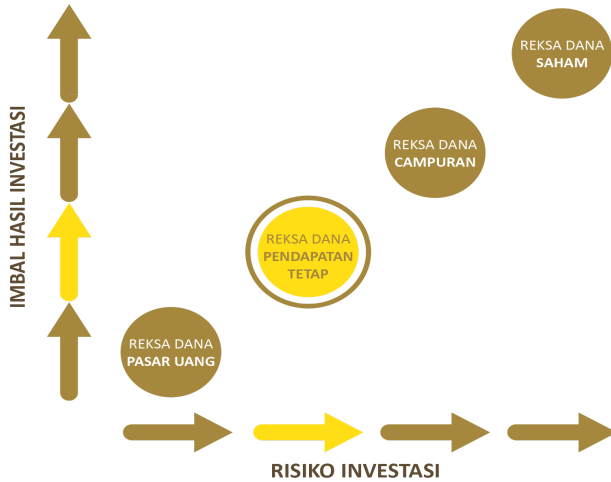 REKSA DANA
SAHAM
REKSA DANA
CAMPURAN
REKSA DANA
PENDAPATAN
TETAP
REKSA DANA
PASAR UANG
IMBAL HASIL INVESTASI
RISIKO INVESTASI